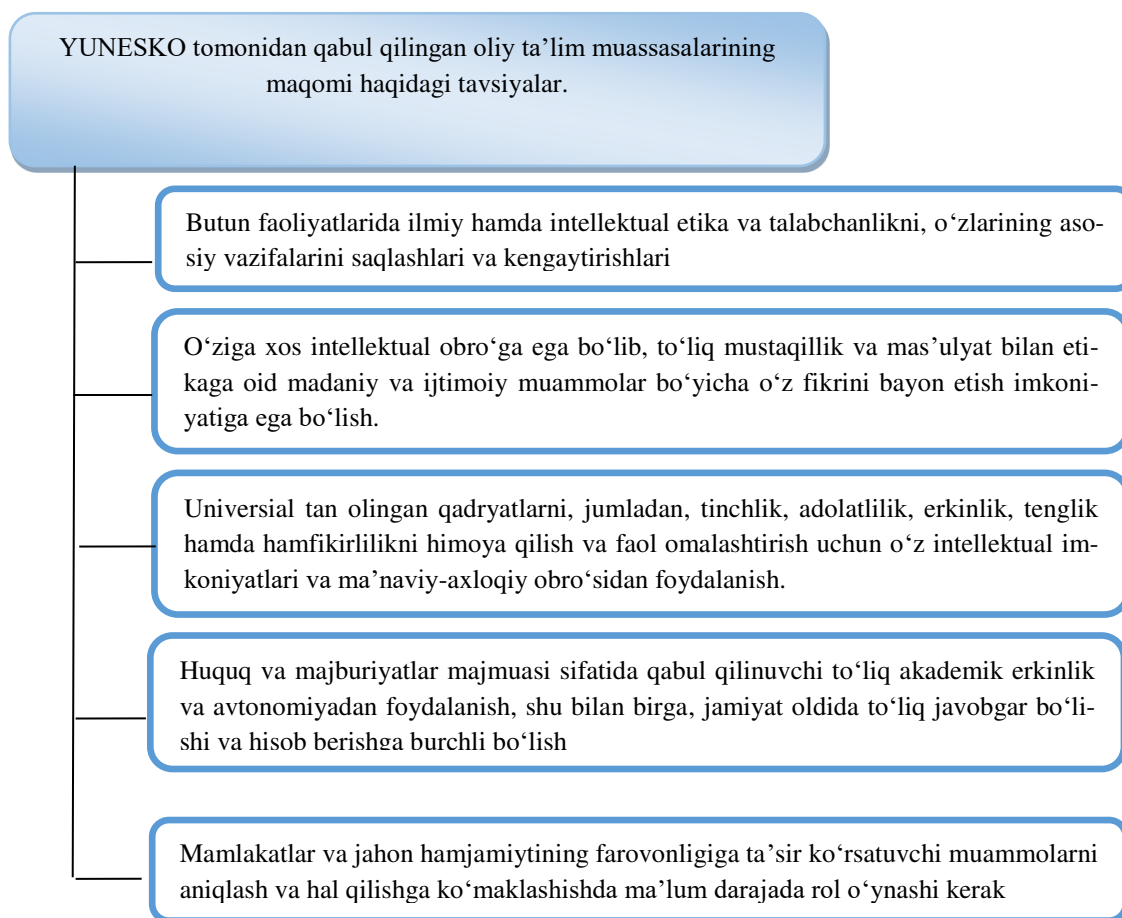 YUNESKO tomonidan qabul qilingan oliy ta’lim muassasalarining
maqomi haqidagi tavsiyalar.
Butun faoliyatlarida ilmiy hamda intellektual etika va talabchanlikni, o‘zlarining aso-
siy vazifalarini saqlashlari va kengaytirishlari
O‘ziga xos intellektual obro‘ga ega bo‘lib, to‘liq mustaqillik va mas’ulyat bilan eti-
kaga oid madaniy va ijtimoiy muammolar bo‘yicha o‘z fikrini bayon etish imkoni-
yatiga ega bo‘lish.
Universial tan olingan qadryatlarni, jumladan, tinchlik, adolatlilik, erkinlik, tenglik
hamda hamfikirlilikni himoya qilish va faol omalashtirish uchun o‘z intellektual im-
koniyatlari va ma’naviy-axloqiy obro‘sidan foydalanish.
Huquq va majburiyatlar majmuasi sifatida qabul qilinuvchi to‘liq akademik erkinlik
va avtonomiyadan foydalanish, shu bilan birga, jamiyat oldida to‘liq javobgar bo‘li-
shi va hisob berishga burchli bo‘lish
Mamlakatlar va jahon hamjamiytining farovonligiga ta’sir ko‘rsatuvchi muammolarni
aniqlash va hal qilishga ko‘maklashishda ma’lum darajada rol o‘ynashi kerak